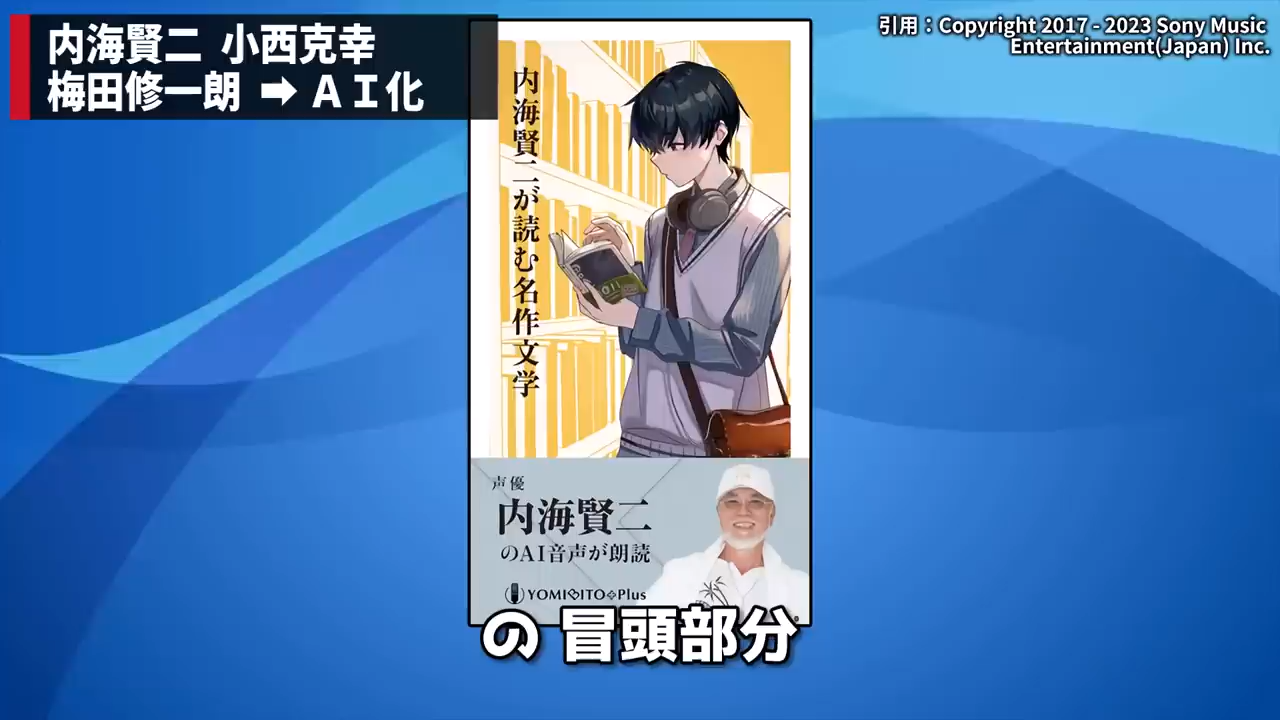 内海賢二 小西克幸
梅田修一朗 ➡ AI化
引用：Copyright 2017 - 2023 Sony Music
Entertainment(Japan) Inc.
内海賢二が読む名作文学
声優
内海賢二
のAI音声が朗読
YOMIBITO Plus
の 冒頭部分